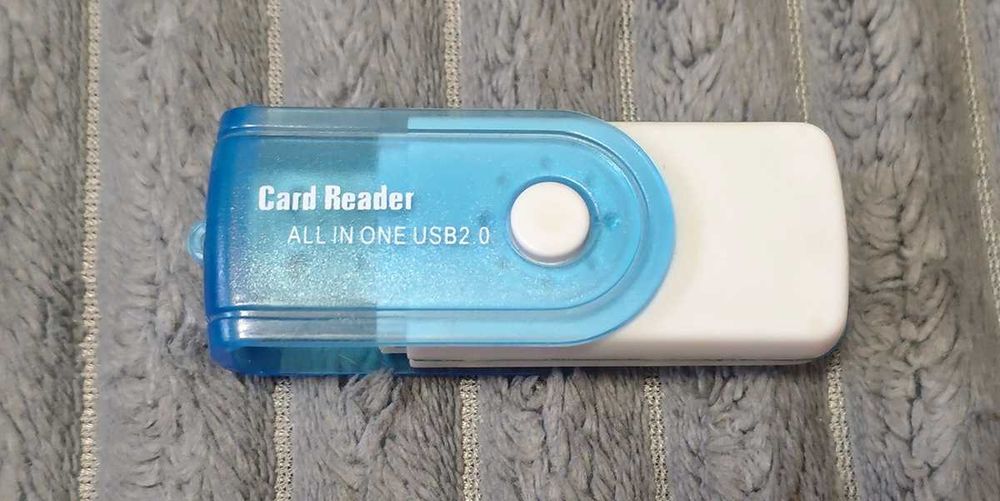 Card Reader
ALL IN ONE USB2.0